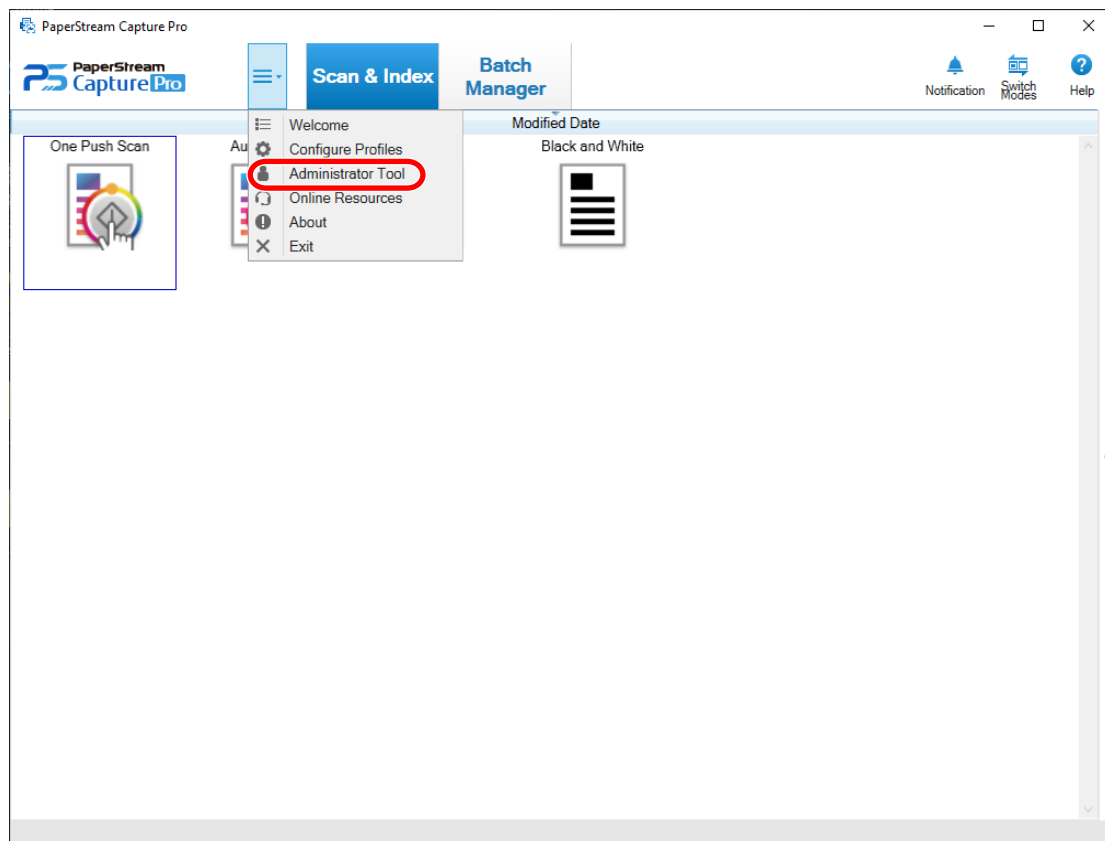 PaperStream Capture Pro
PaperStream
Capture Pro
Scan & Index
Batch
Manager
Notification
Switch
Modes
Help
Modified Date
Welcome
Configure Profiles
Administrator Tool
Online Resources
About
Exit
One Push Scan
Au
Black and White